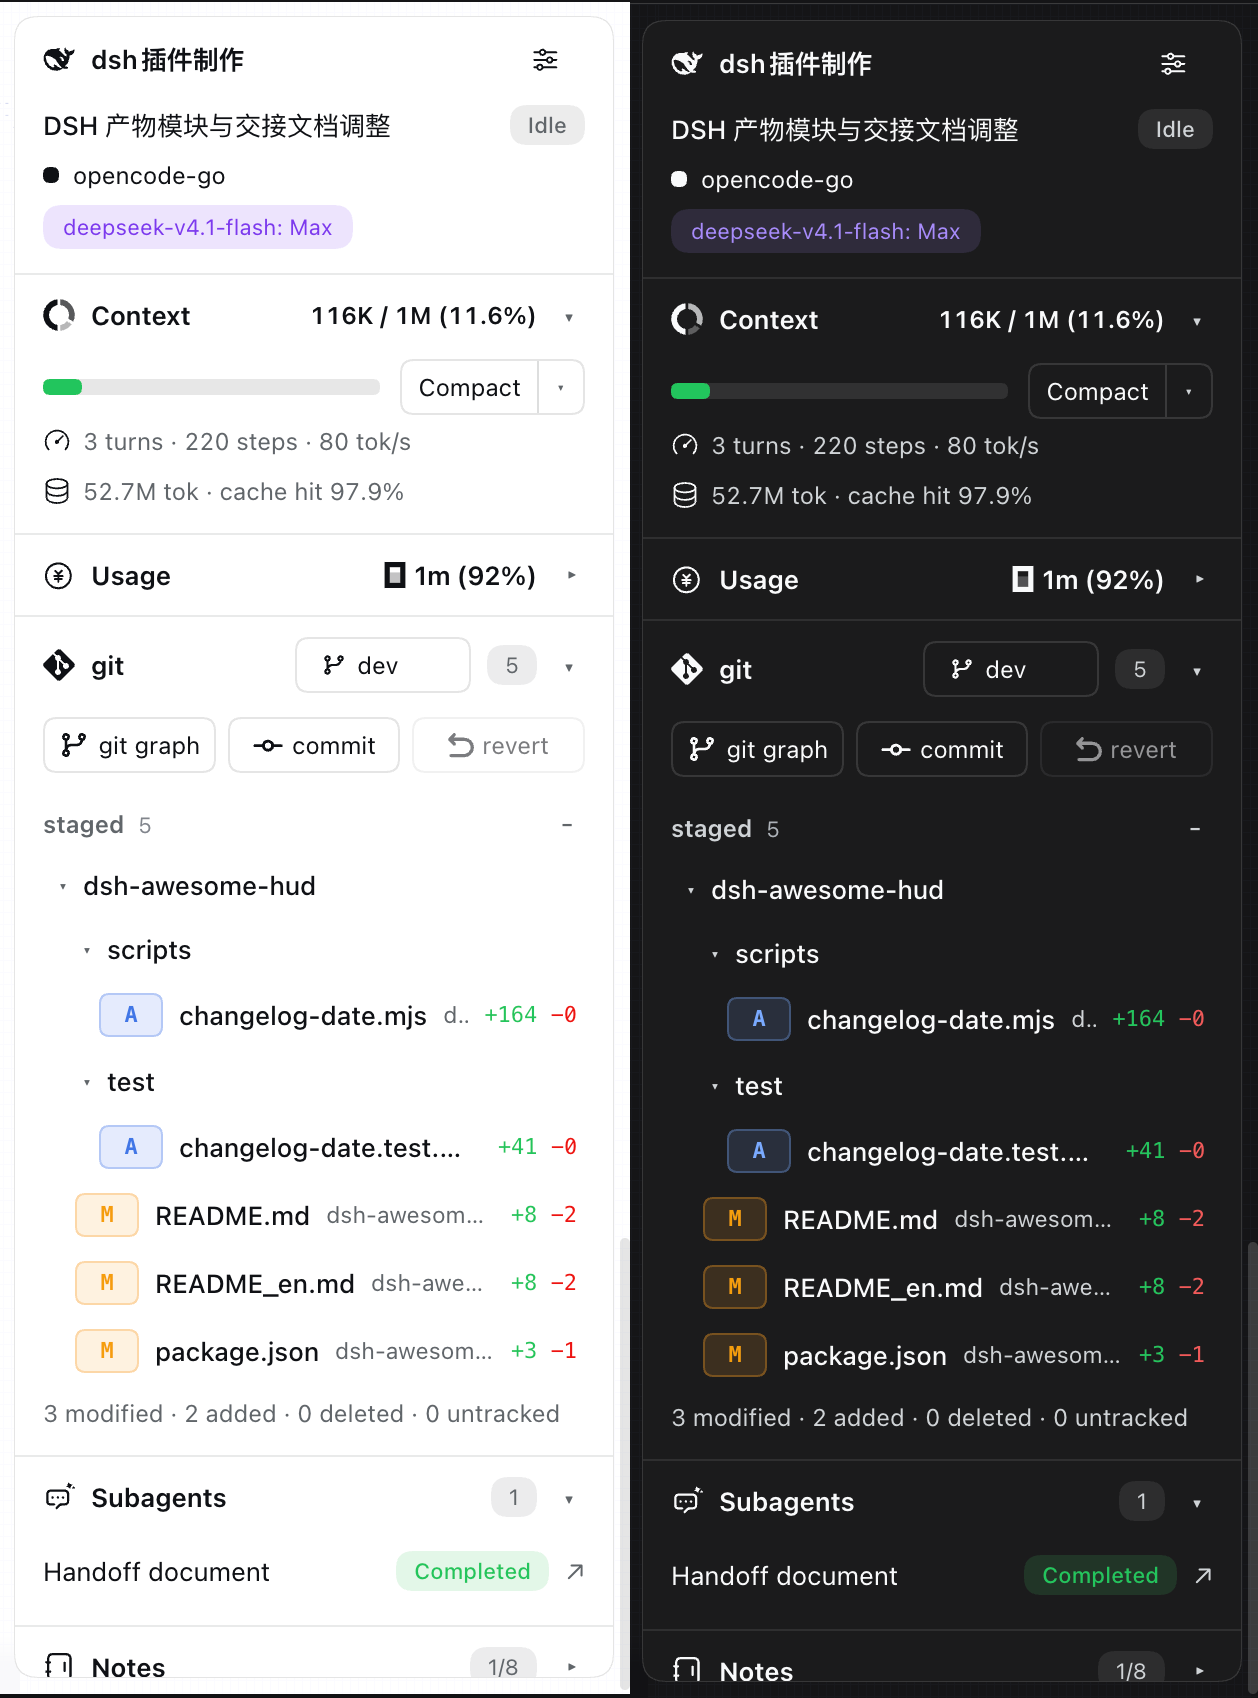 dsh插件制作
DSH 产物模块与交接文档调整
Idle
opencode-go
deepseek-v4.1-flash: Max
Context
116K / 1M (11.6%)
Compact
3 turns · 220 steps · 80 tok/s
52.7M tok · cache hit 97.9%
Usage
1m (92%)
git
dev
5
git graph
commit
revert
staged 5
dsh-awesome-hud
scripts
A changelog-date.mjs d.. +164 −0
test
A changelog-date.test.... +41 −0
M README.md dsh-awesom... +8 −2
M README_en.md dsh-awe... +8 −2
M package.json dsh-awesom... +3 −1
3 modified · 2 added · 0 deleted · 0 untracked
Subagents
1
Handoff document
Completed
Notes
1/8
dsh插件制作
DSH 产物模块与交接文档调整
Idle
opencode-go
deepseek-v4.1-flash: Max
Context
116K / 1M (11.6%)
Compact
3 turns · 220 steps · 80 tok/s
52.7M tok · cache hit 97.9%
Usage
1m (92%)
git
dev
5
git graph
commit
revert
staged 5
dsh-awesome-hud
scripts
A changelog-date.mjs d.. +164 −0
test
A changelog-date.test.... +41 −0
M README.md dsh-awesom... +8 −2
M README_en.md dsh-awe... +8 −2
M package.json dsh-awesom... +3 −1
3 modified · 2 added · 0 deleted · 0 untracked
Subagents
1
Handoff document
Completed
Notes
1/8